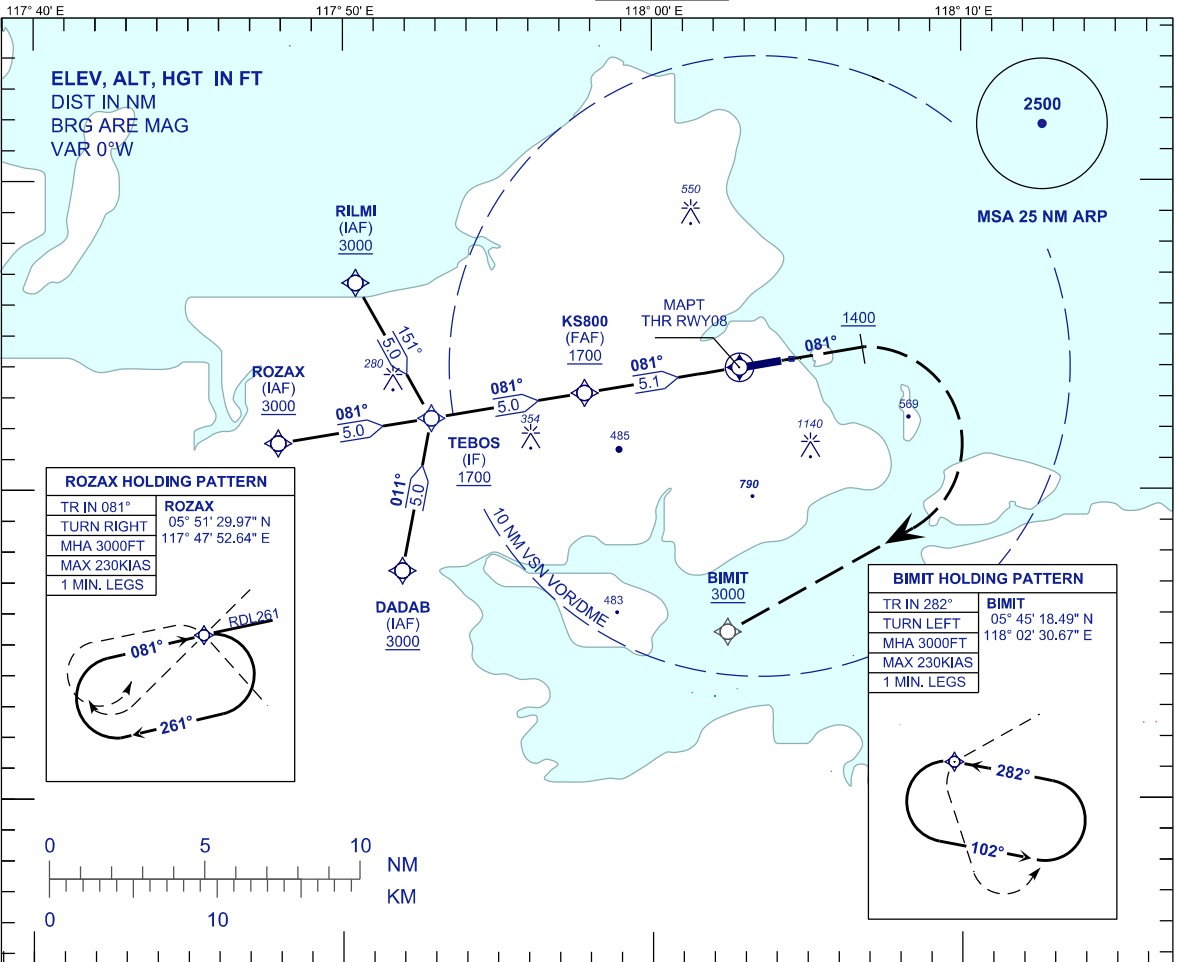 117° 40' E
117° 50' E
118° 00' E
118° 10' E
ELEV, ALT, HGT IN FT
DIST IN NM
BRG ARE MAG
VAR 0°W
2500
MSA 25 NM ARP
550
RILMI
(IAF)
3000
151°
5.0
280
MAPT
THR RWY08
1400
081°
KS800
(FAF)
1700
081°
5.1
ROZAX
(IAF)
3000
081°
5.0
081°
5.0
354
TEBOS
(IF)
1700
485
1140
569
790
011°
5.0
10 NM VSN VOR/DME
DADAB
(IAF)
3000
483
BIMIT
3000
ROZAX HOLDING PATTERN
TR IN 081°
TURN RIGHT
MHA 3000FT
MAX 230KIAS
1 MIN. LEGS
ROZAX
05° 51' 29.97" N
117° 47' 52.64" E
RDL261
081°
261°
BIMIT HOLDING PATTERN
TR IN 282°
TURN LEFT
MHA 3000FT
MAX 230KIAS
1 MIN. LEGS
BIMIT
05° 45' 18.49" N
118° 02' 30.67" E
282°
102°
0 5 10
NM
KM
0 10